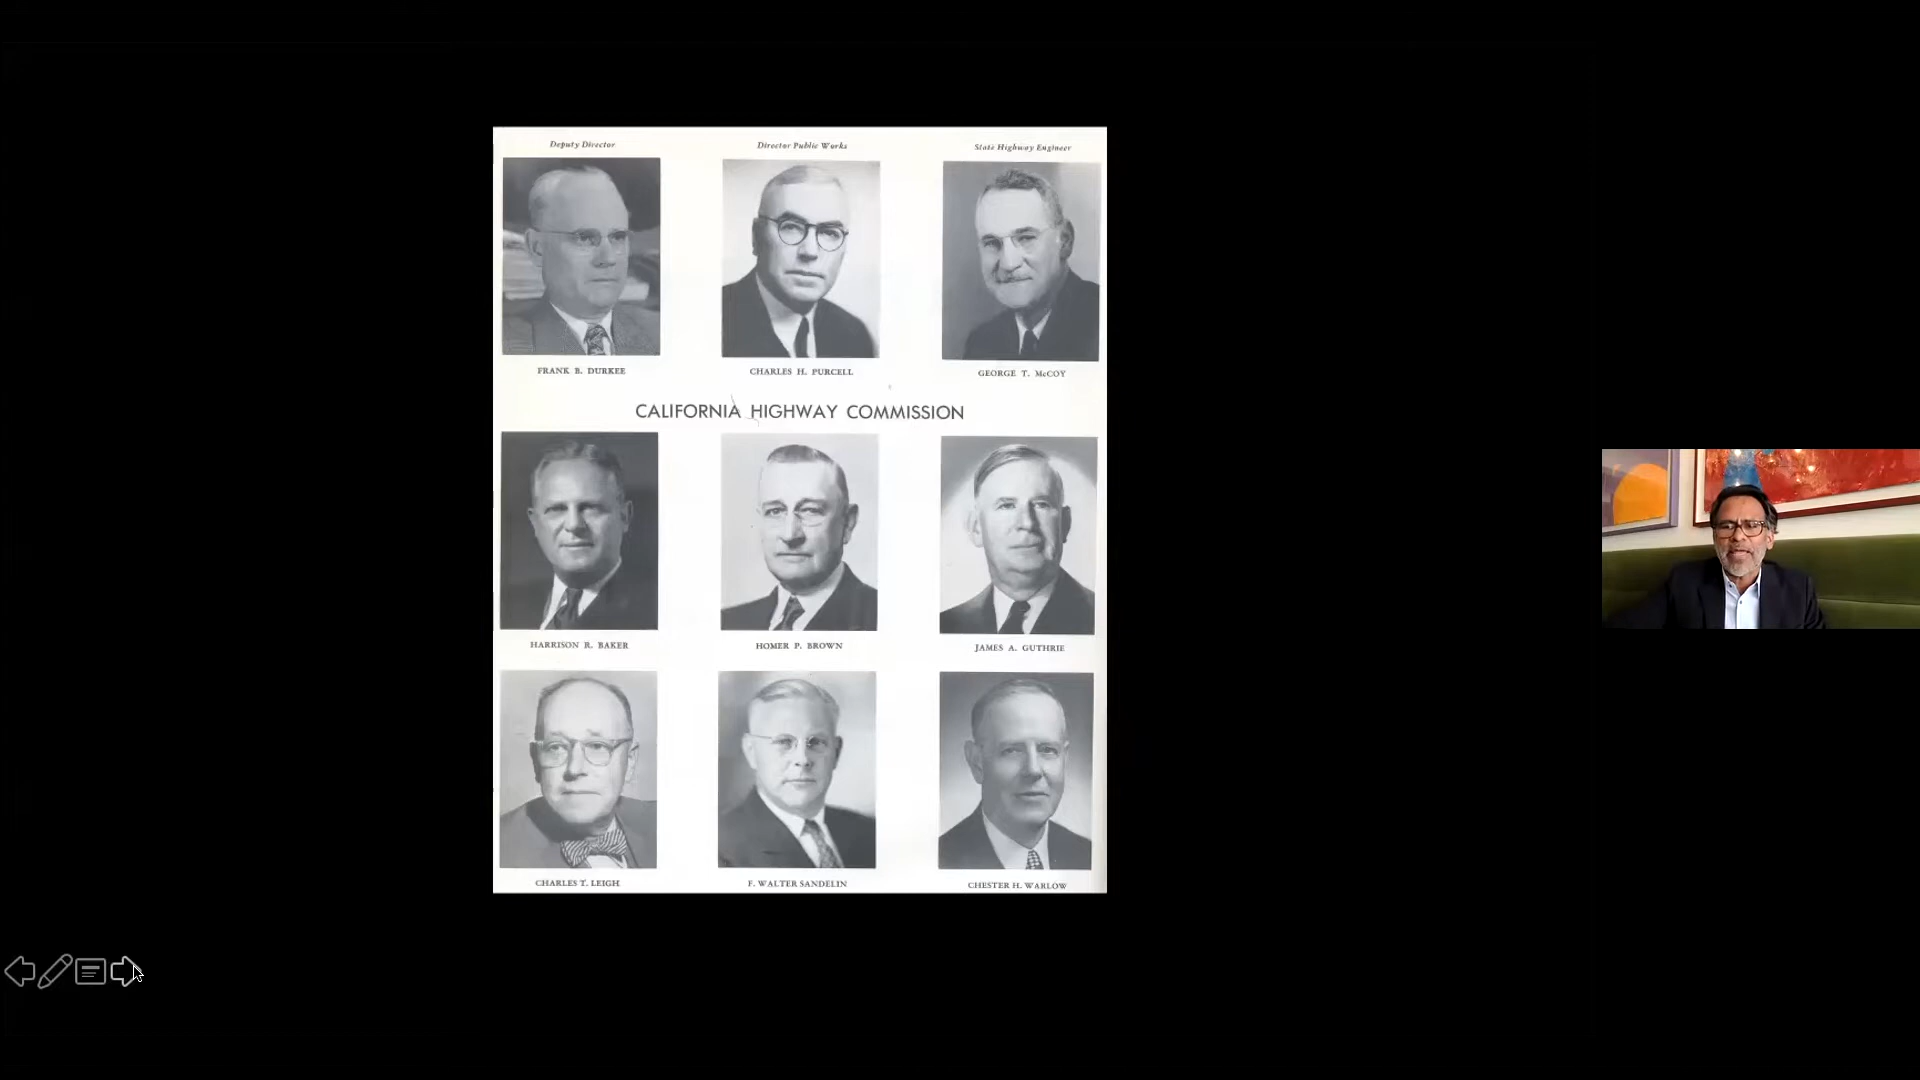 Deputy Director
Director Public Works
State Highway Engineer
FRANK B. DURKEE
CHARLES H. PURCELL
GEORGE T. McCOY
CALIFORNIA HIGHWAY COMMISSION
HARRISON R. BAKER
HOMER P. BROWN
JAMES A. GUTHRIE
CHARLES T. LEIGH
F. WALTER SANDELIN
CHESTER H. WARLOW